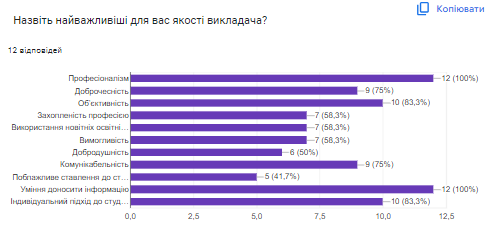 Копіювати
Назвіть найважливіші для вас якості викладача?
12 відповідей
Професіоналізм 12 (100%)
Доброчесність 9 (75%)
Об'єктивність 10 (83,3%)
Захопленість професією 7 (58,3%)
Використання новітніх освітні... 7 (58,3%)
Вимогливість 7 (58,3%)
Добродушність 6 (50%)
Комунікабельність 9 (75%)
Поблажливе ставлення до ст... 5 (41,7%)
Уміння доносити інформацію 12 (100%)
Індивідуальний підхід до студ... 10 (83,3%)
0,0 2,5 5,0 7,5 10,0 12,5